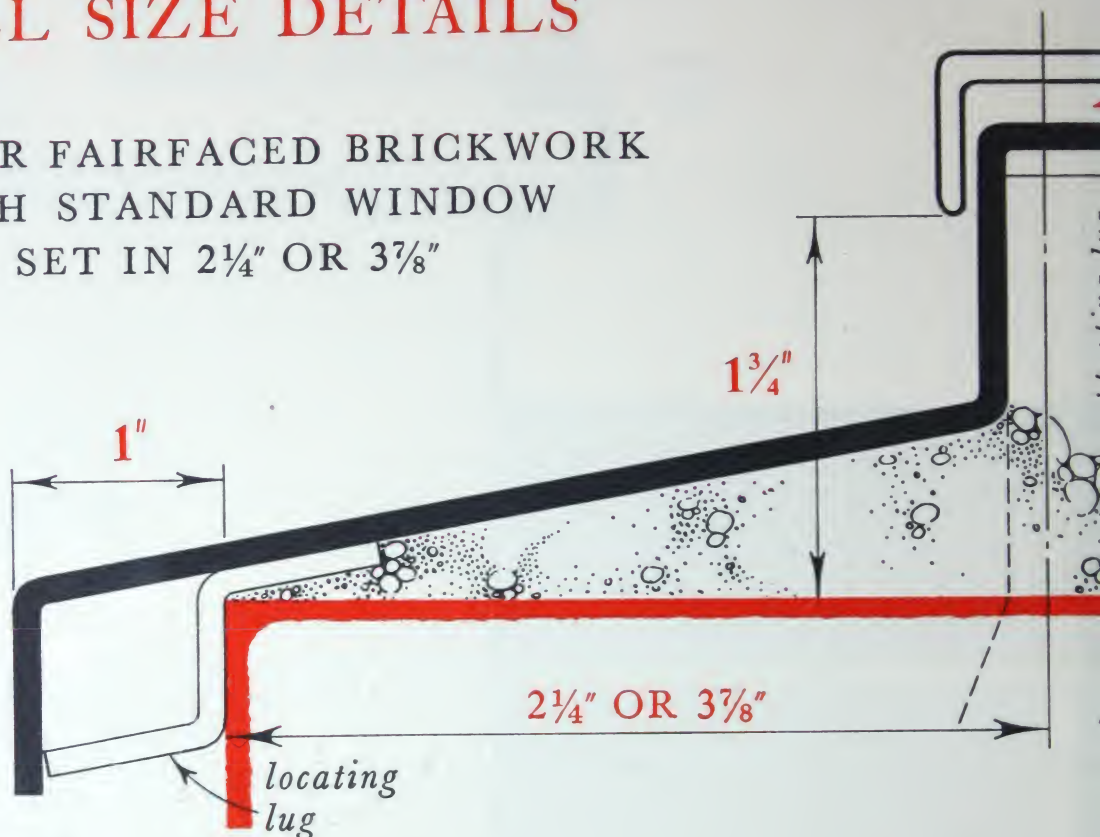 SIZE DETAILS
FAIRFACED BRICKWORK
STANDARD WINDOW
SET IN 2¼" OR 3⅞"
1¾"
1"
2¼" OR 3⅞"
locating
lug